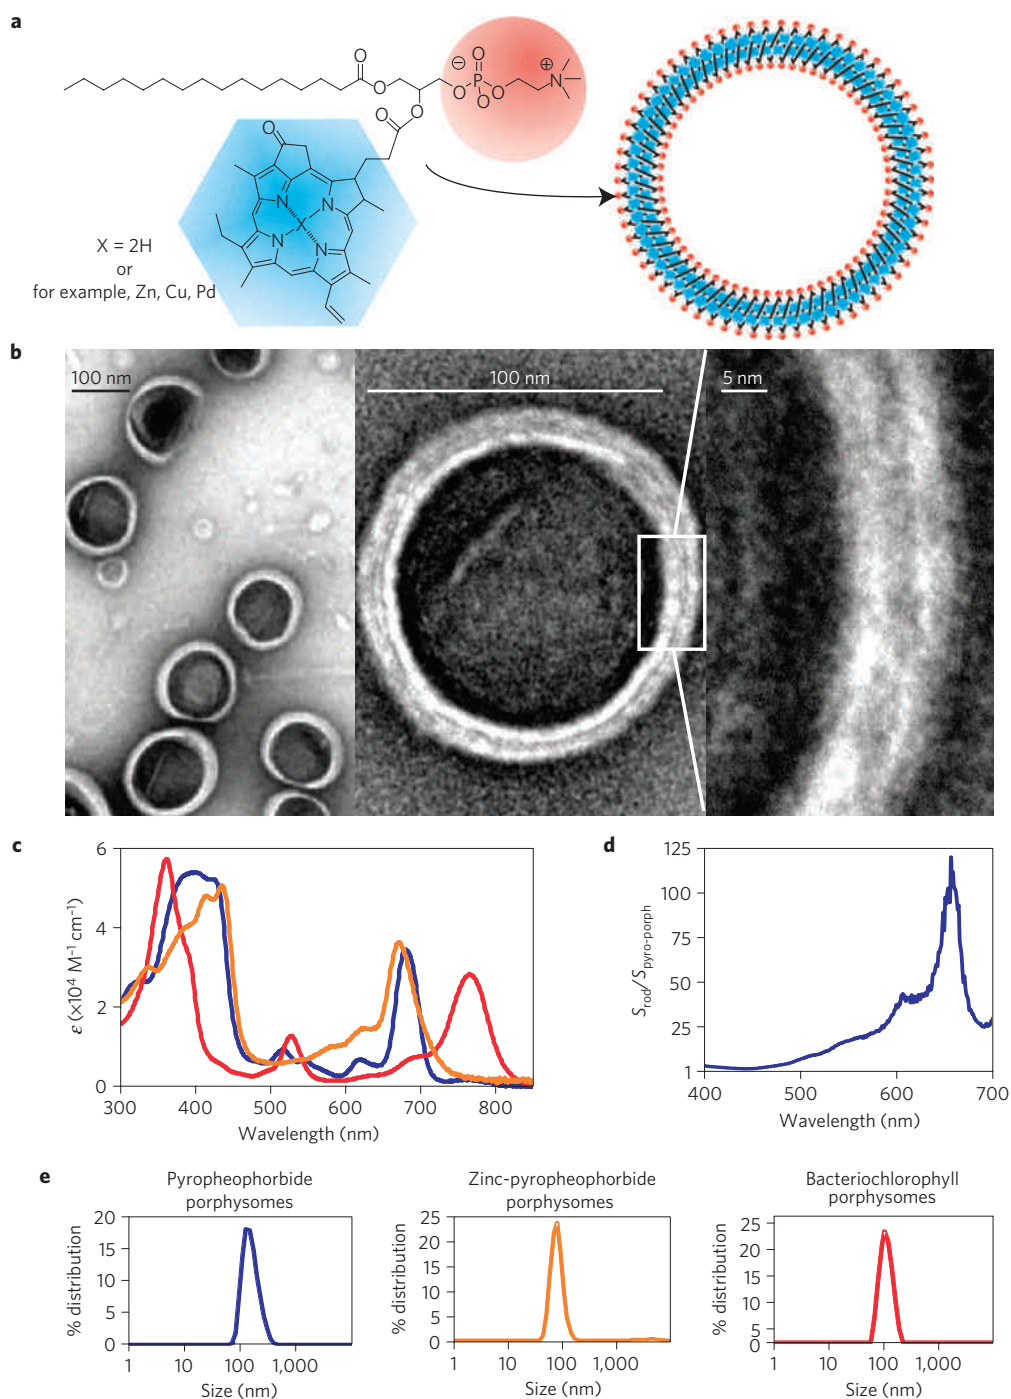 a
O
O
O
O
O
P
O
O
⊖
O
N
⊕
O
N
N
X
N
N
X = 2H
or
for example, Zn, Cu, Pd
b
100 nm
100 nm
5 nm
c
6
4
2
0
ε (×10⁴ M⁻¹ cm⁻¹)
300 400 500 600 700 800
Wavelength (nm)
d
125
100
75
50
25
1
S_rod/S_pyro-porph
400 500 600 700
Wavelength (nm)
e
Pyropheophorbide
porphysomes
20
15
10
5
0
% distribution
1 10 100 1,000
Size (nm)
Zinc-pyropheophorbide
porphysomes
25
20
15
10
5
0
% distribution
1 10 100 1,000
Size (nm)
Bacteriochlorophyll
porphysomes
25
20
15
10
5
0
% distribution
1 10 100 1,000
Size (nm)